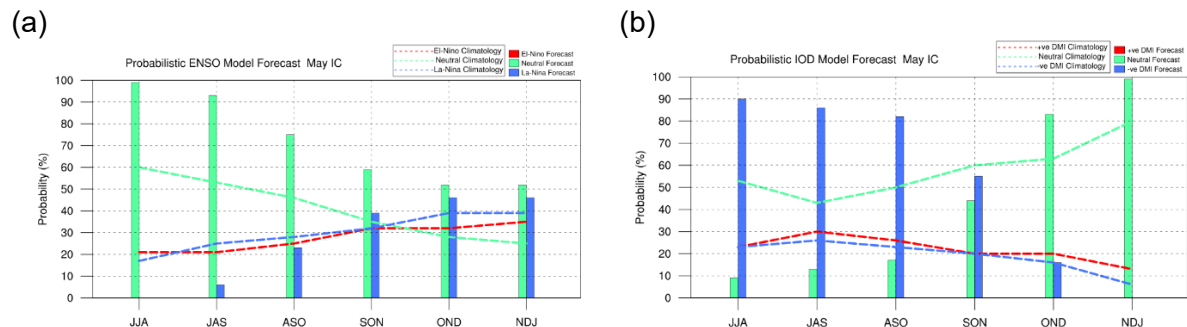 (a)
Probabilistic ENSO Model Forecast May IC
El-Nino Climatology
Neutral Climatology
La-Nina Climatology
El-Nino Forecast
Neutral Forecast
La-Nina Forecast
Probability (%)
100
90
80
70
60
50
40
30
20
10
0
JJA JAS ASO SON OND NDJ
(b)
Probabilistic IOD Model Forecast May IC
+ve DMI Climatology
Neutral Climatology
-ve DMI Climatology
+ve DMI Forecast
Neutral Forecast
-ve DMI Forecast
Probability (%)
100
90
80
70
60
50
40
30
20
10
0
JJA JAS ASO SON OND NDJ